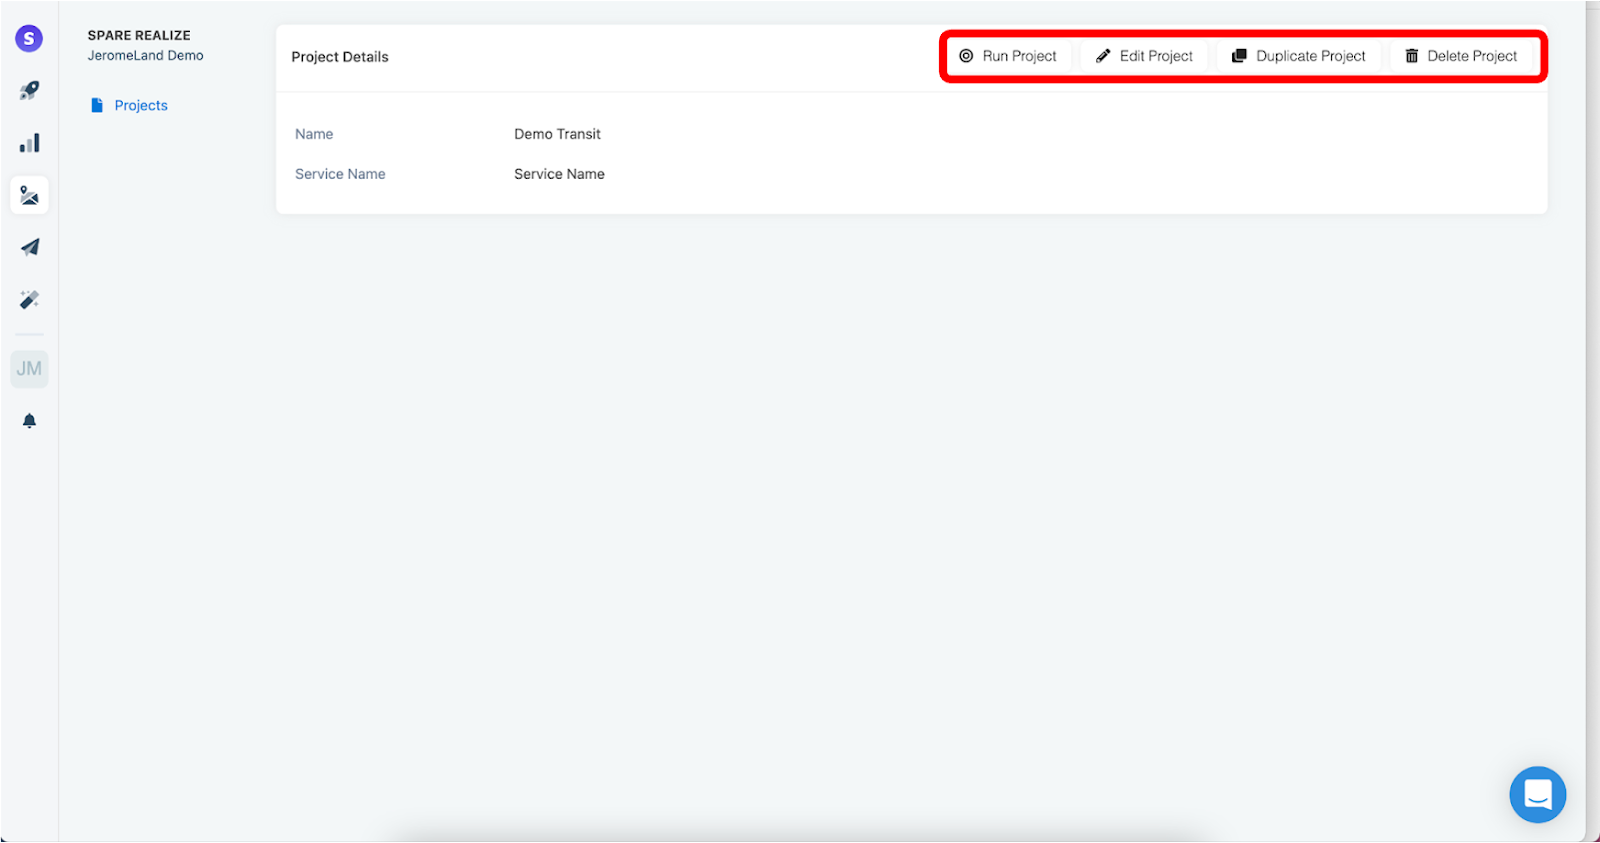 S
SPARE REALIZE
JeromeLand Demo
Projects
Project Details
Run Project
Edit Project
Duplicate Project
Delete Project
Name
Demo Transit
Service Name
Service Name
JM